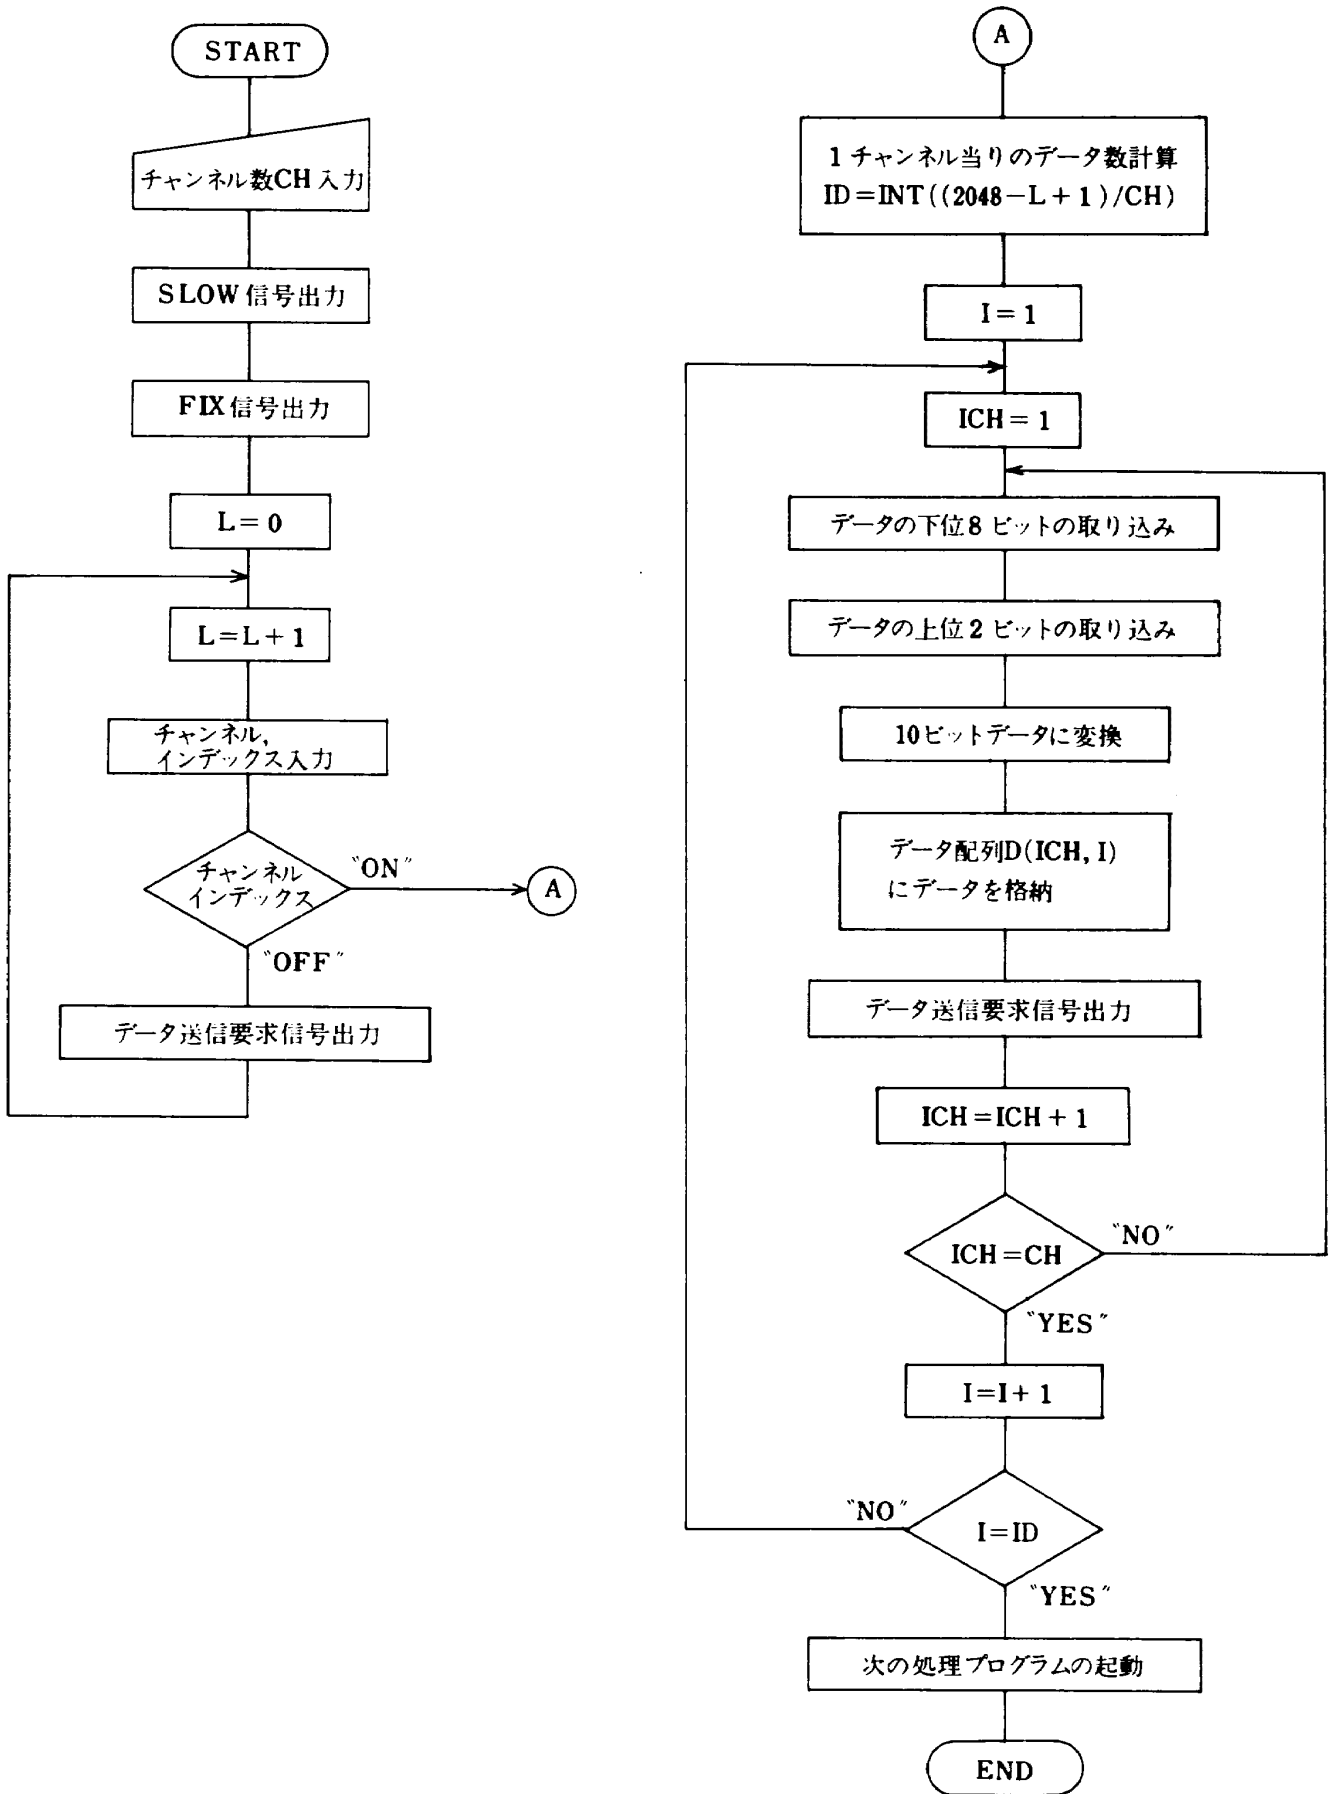 START
チャンネル数CH入力
SLOW信号出力
FIX信号出力
L=0
L=L+1
チャンネル,
インデックス入力
チャンネル
インデックス
"ON"
A
"OFF"
データ送信要求信号出力
A
1チャンネル当りのデータ数計算
ID=INT((2048-L+1)/CH)
I=1
ICH=1
データの下位8ビットの取り込み
データの上位2ビットの取り込み
10ビットデータに変換
データ配列D(ICH, I)
にデータを格納
データ送信要求信号出力
ICH=ICH+1
ICH=CH
"NO"
"YES"
I=I+1
"NO"
I=ID
"YES"
次の処理プログラムの起動
END